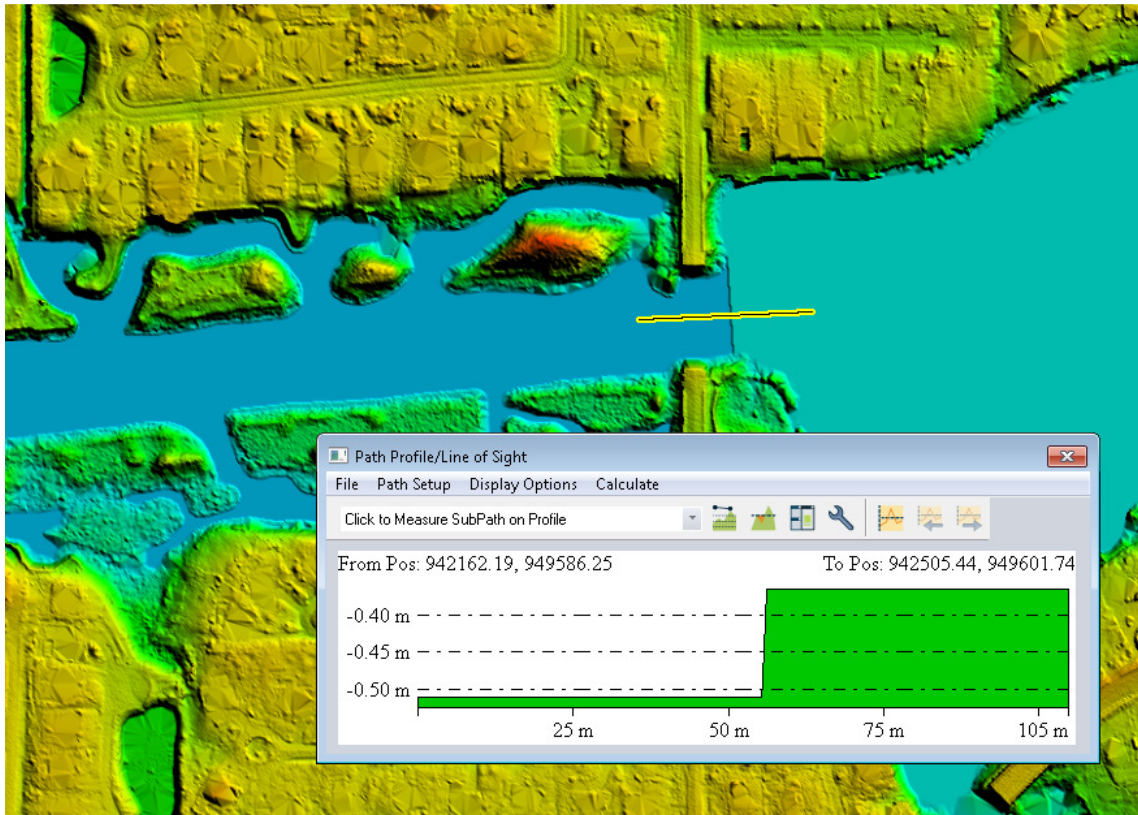 Path Profile/Line of Sight
File Path Setup Display Options Calculate
Click to Measure SubPath on Profile
From Pos: 942162.19, 949586.25 To Pos: 942505.44, 949601.74
-0.40 m
-0.45 m
-0.50 m
25 m 50 m 75 m 105 m